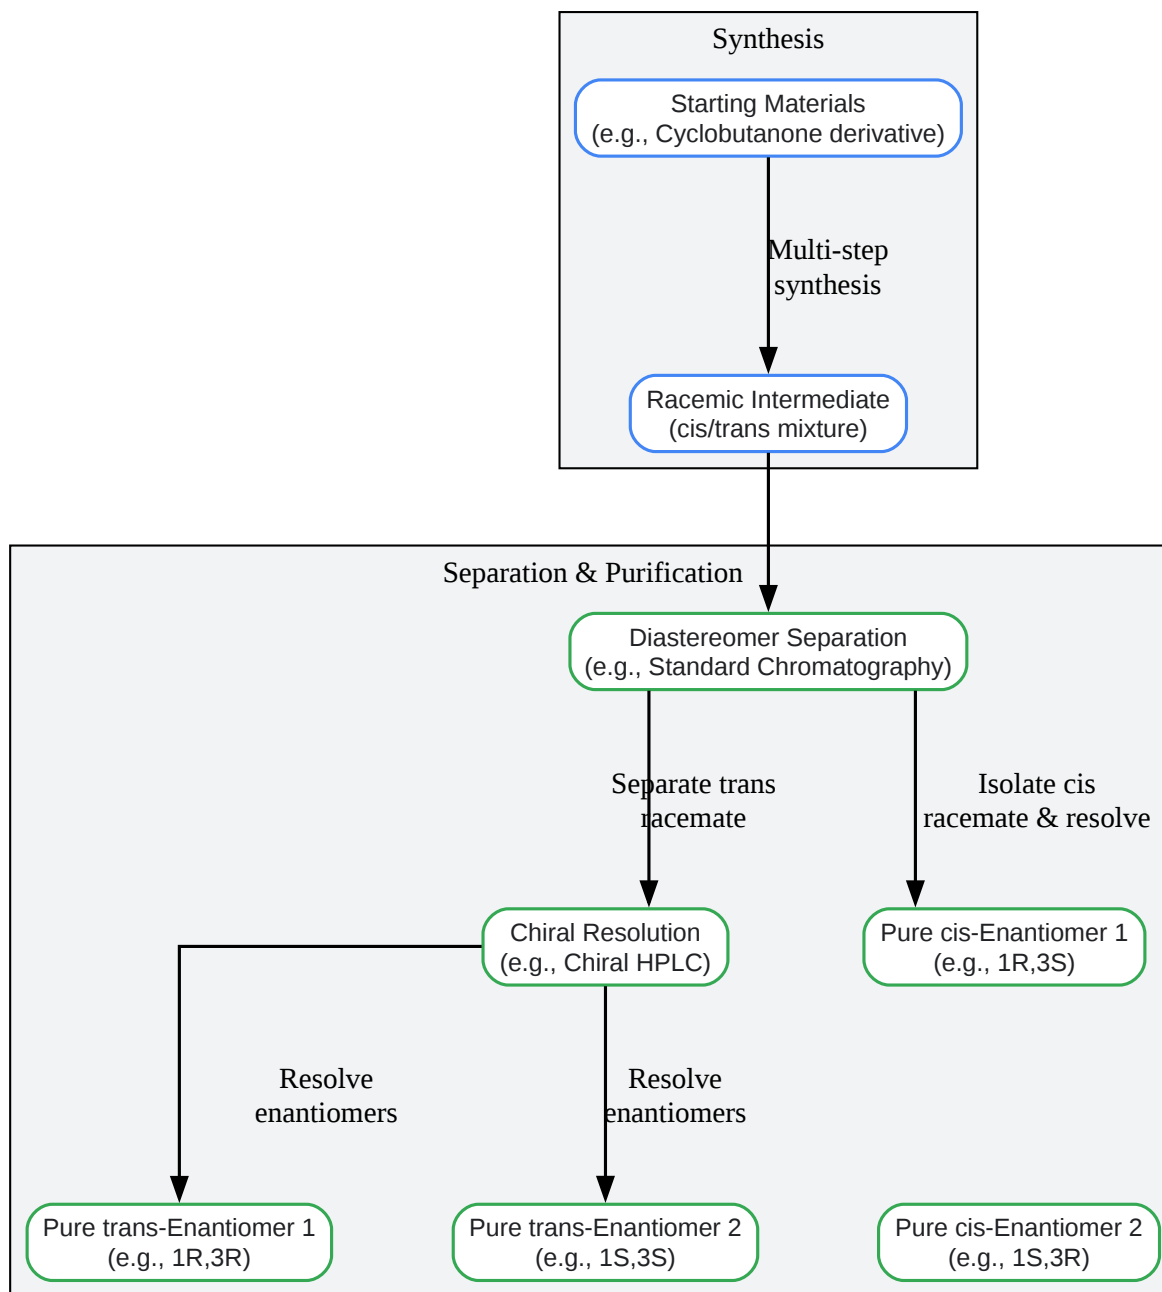 Synthesis
Starting Materials
(e.g., Cyclobutanone derivative)
Multi-step
synthesis
Racemic Intermediate
(cis/trans mixture)
Separation & Purification
Diastereomer Separation
(e.g., Standard Chromatography)
Separate trans
racemate
Isolate cis
racemate & resolve
Chiral Resolution
(e.g., Chiral HPLC)
Pure cis-Enantiomer 1
(e.g., 1R,3S)
Resolve
enantiomers
Resolve
enantiomers
Pure trans-Enantiomer 1
(e.g., 1R,3R)
Pure trans-Enantiomer 2
(e.g., 1S,3S)
Pure cis-Enantiomer 2
(e.g., 1S,3R)